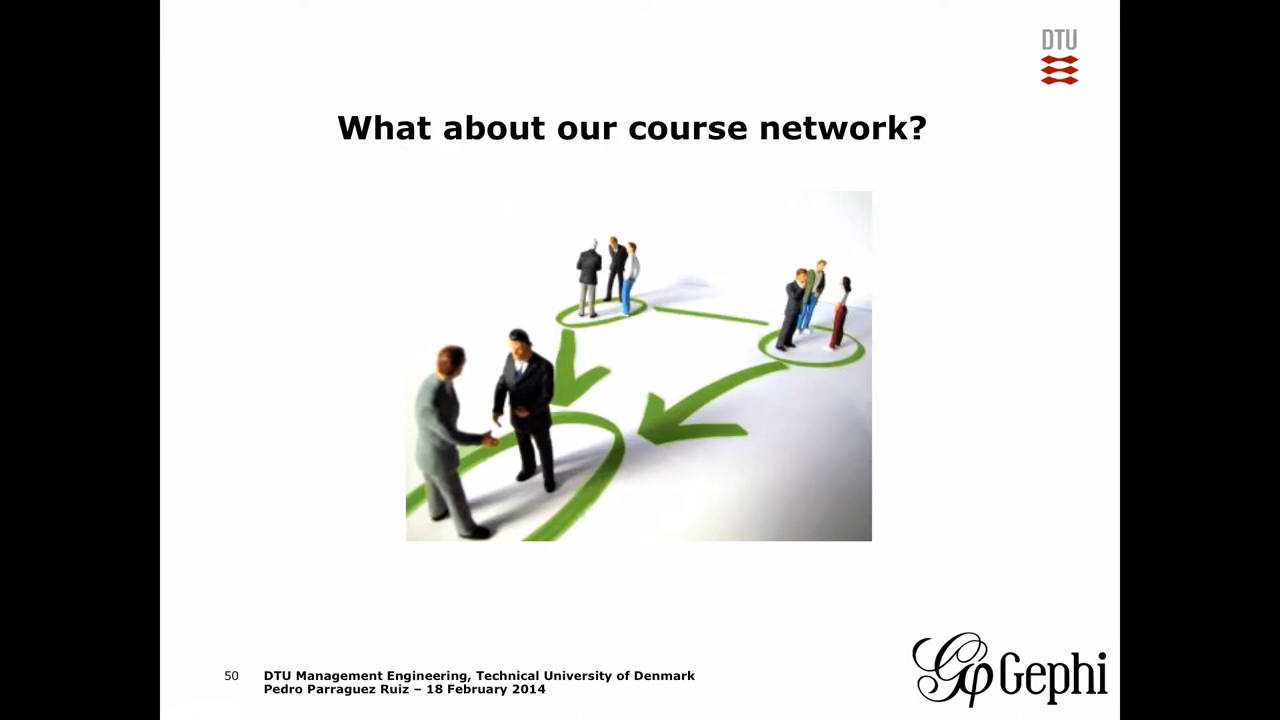 DTU
What about our course network?
50 DTU Management Engineering, Technical University of Denmark
Pedro Parraguez Ruiz – 18 February 2014
Gephi